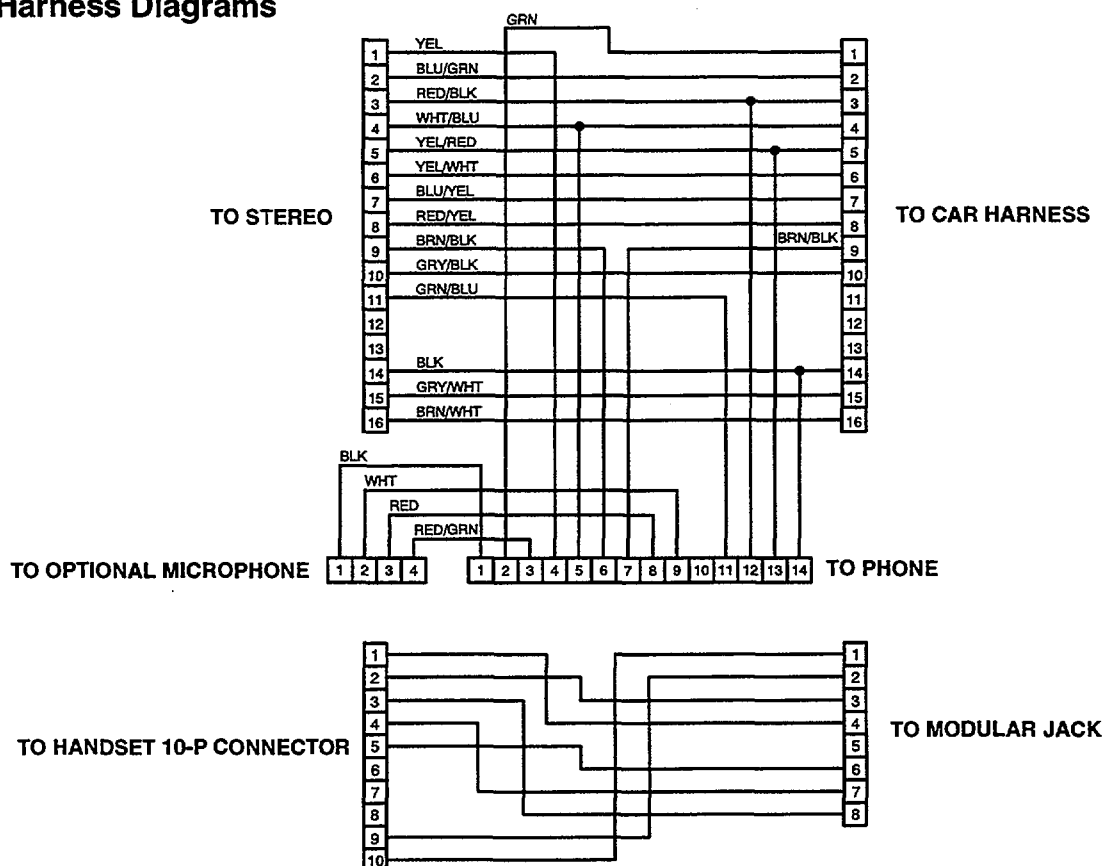 Harness Diagrams
GRN
1 YEL 1
2 BLU/GRN 2
3 RED/BLK 3
4 WHT/BLU 4
5 YEL/RED 5
6 YEL/WHT 6
7 BLU/YEL 7
TO STEREO
TO CAR HARNESS
8 RED/YEL 8
9 BRN/BLK BRN/BLK 9
10 GRY/BLK 10
11 GRN/BLU 11
12 12
13 13
14 BLK 14
15 GRY/WHT 15
16 BRN/WHT 16
BLK
WHT
RED
RED/GRN
TO OPTIONAL MICROPHONE 1 2 3 4 1 2 3 4 5 6 7 8 9 10 11 12 13 14 TO PHONE
1 1
2 2
3 3
4 4
TO HANDSET 10-P CONNECTOR
TO MODULAR JACK
5 5
6 6
7 7
8 8
9
10